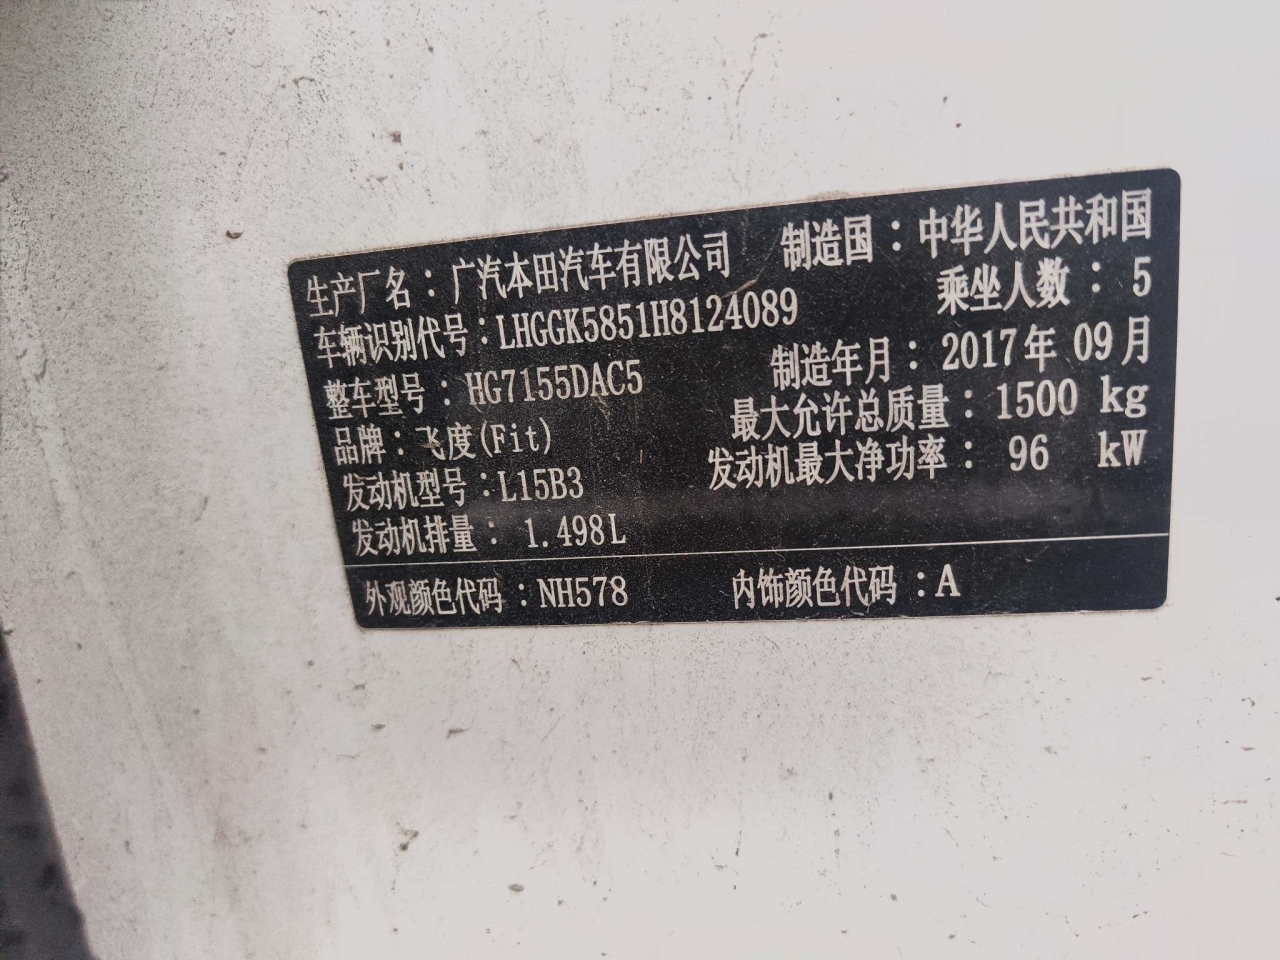 生产厂名：广汽本田汽车有限公司 制造国：中华人民共和国
车辆识别代号：LHGGK5851H8124089 乘坐人数：5
整车型号：HG7155DAC5 制造年月：2017年 09月
品牌：飞度(Fit) 最大允许总质量：1500 kg
发动机型号：L15B3 发动机最大净功率：96 kW
发动机排量：1.498L
外观颜色代码：NH578 内饰颜色代码：A